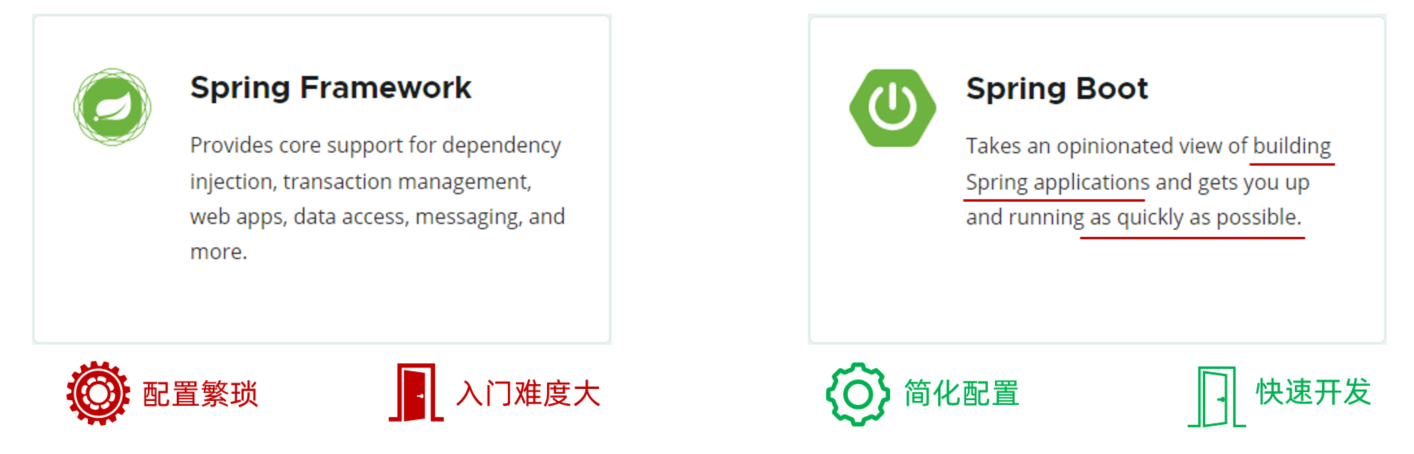 Spring Framework
Provides core support for dependency
injection, transaction management,
web apps, data access, messaging, and
more.
配置繁琐
入门难度大
Spring Boot
Takes an opinionated view of building
Spring applications and gets you up
and running as quickly as possible.
简化配置
快速开发